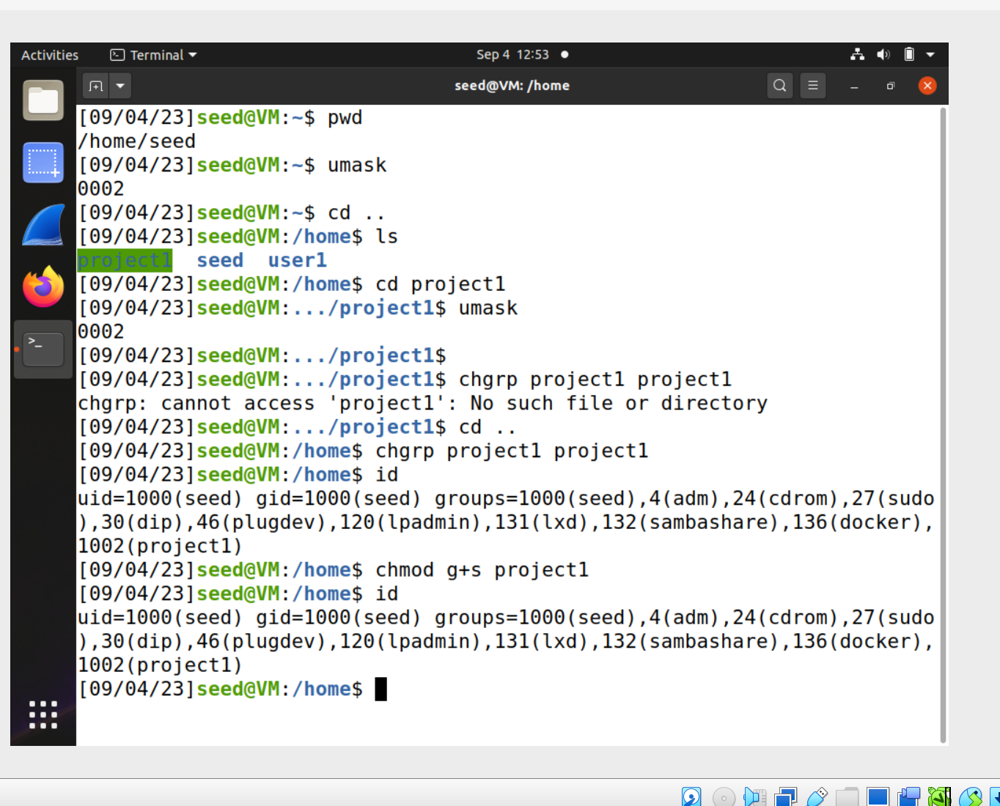 Activities Terminal Sep 4 12:53
seed@VM: /home
[09/04/23]seed@VM:~$ pwd
/home/seed
[09/04/23]seed@VM:~$ umask
0002
[09/04/23]seed@VM:~$ cd ..
[09/04/23]seed@VM:/home$ ls
project1  seed  user1
[09/04/23]seed@VM:/home$ cd project1
[09/04/23]seed@VM:.../project1$ umask
0002
[09/04/23]seed@VM:.../project1$
[09/04/23]seed@VM:.../project1$ chgrp project1 project1
chgrp: cannot access 'project1': No such file or directory
[09/04/23]seed@VM:.../project1$ cd ..
[09/04/23]seed@VM:/home$ chgrp project1 project1
[09/04/23]seed@VM:/home$ id
uid=1000(seed) gid=1000(seed) groups=1000(seed),4(adm),24(cdrom),27(sudo
),30(dip),46(plugdev),120(lpadmin),131(lxd),132(sambashare),136(docker),
1002(project1)
[09/04/23]seed@VM:/home$ chmod g+s project1
[09/04/23]seed@VM:/home$ id
uid=1000(seed) gid=1000(seed) groups=1000(seed),4(adm),24(cdrom),27(sudo
),30(dip),46(plugdev),120(lpadmin),131(lxd),132(sambashare),136(docker),
1002(project1)
[09/04/23]seed@VM:/home$